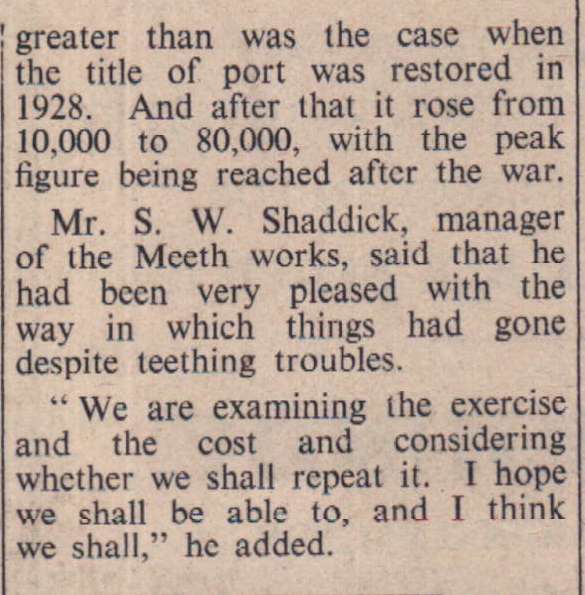 greater than was the case when
the title of port was restored in
1928. And after that it rose from
10,000 to 80,000, with the peak
figure being reached after the war.
Mr. S. W. Shaddick, manager
of the Meeth works, said that he
had been very pleased with the
way in which things had gone
despite teething troubles.
“ We are examining the exercise
and the cost and considering
whether we shall repeat it. I hope
we shall be able to, and I think
we shall,” he added.